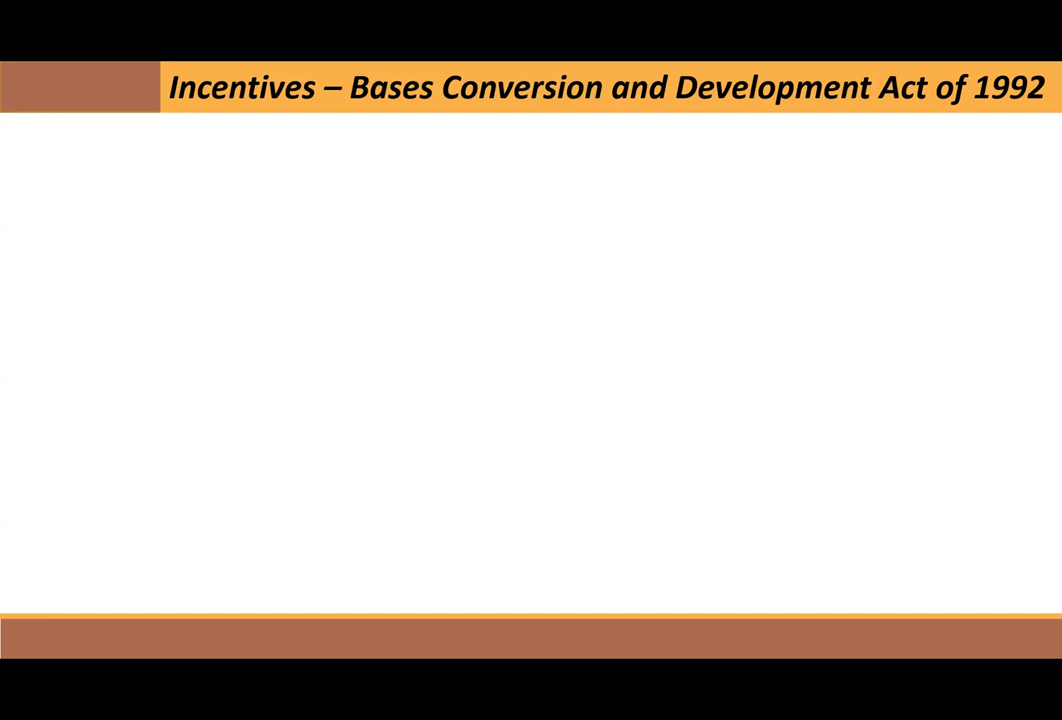 Incentives – Bases Conversion and Development Act of 1992